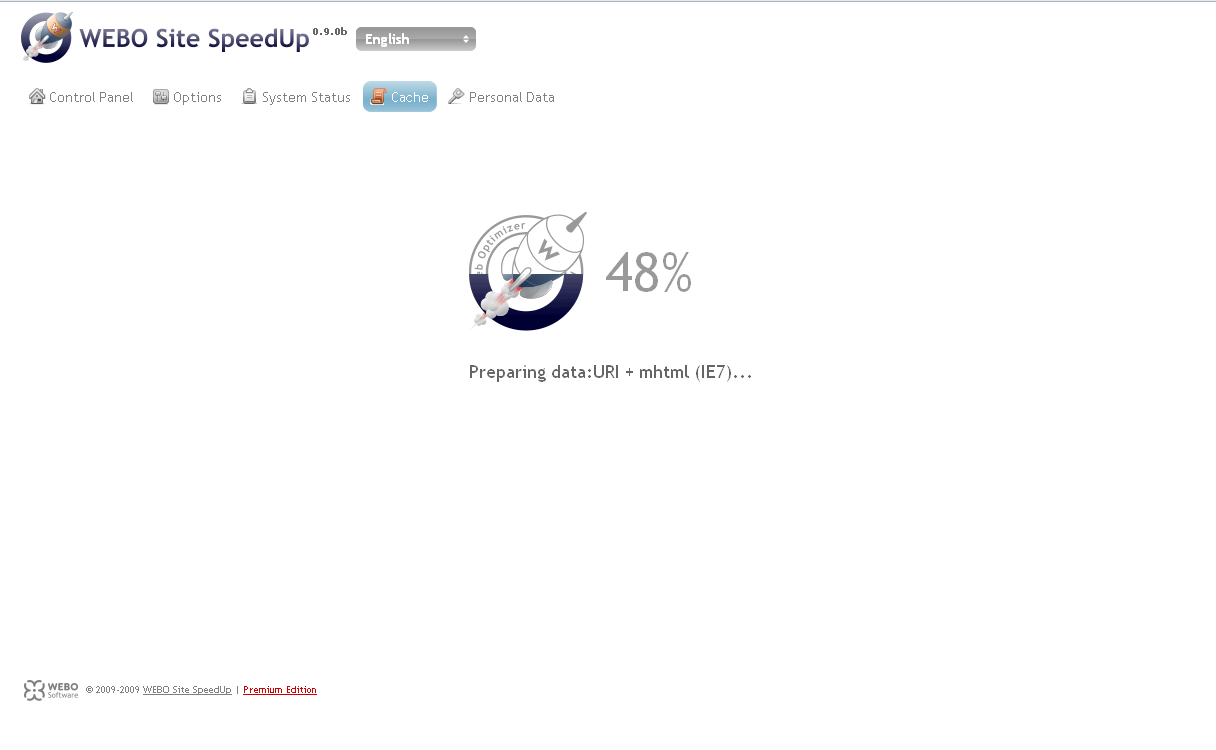 WEBO Site SpeedUp 0.9.0b English
Control Panel Options System Status Cache Personal Data
Optimizer
W
48%
Preparing data:URI + mhtml (IE7)...
WEBO
Software
© 2009-2009 WEBO Site SpeedUp | Premium Edition